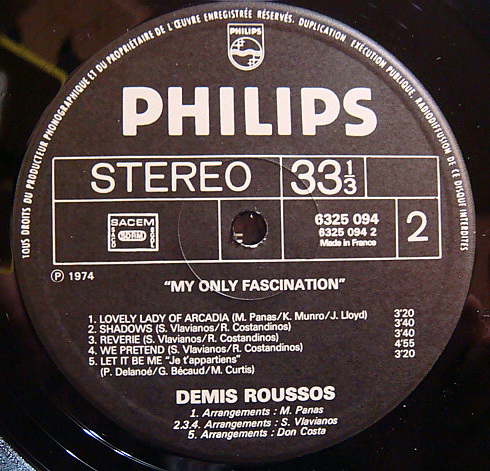 TOUS DROITS DU PRODUCTEUR PHONOGRAPHIQUE ET DU PROPRIÉTAIRE DE L'ŒUVRE ENREGISTRÉE RÉSERVÉS. DUPLICATION, EXÉCUTION PUBLIQUE, RADIODIFFUSION DE CE DISQUE INTERDITES
PHILIPS
PHILIPS
STEREO 33 1/3
SACEM
SDRM
6325 094
6325 094 2
Made in France
2
Ⓟ 1974
"MY ONLY FASCINATION"
1. LOVELY LADY OF ARCADIA (M. Panas/K. Munro/J. Lloyd) 3'20
2. SHADOWS (S. Vlavianos/R. Costandinos) 3'40
3. REVERIE (S. Vlavianos/R. Costandinos) 3'40
4. WE PRETEND (S. Vlavianos/R. Costandinos) 4'55
5. LET IT BE ME "Je t'appartiens" 3'20
(P. Delanoé/G. Bécaud/M. Curtis)
DEMIS ROUSSOS
1. Arrangements : M. Panas
2.3.4. Arrangements : S. Vlavianos
5. Arrangements : Don Costa